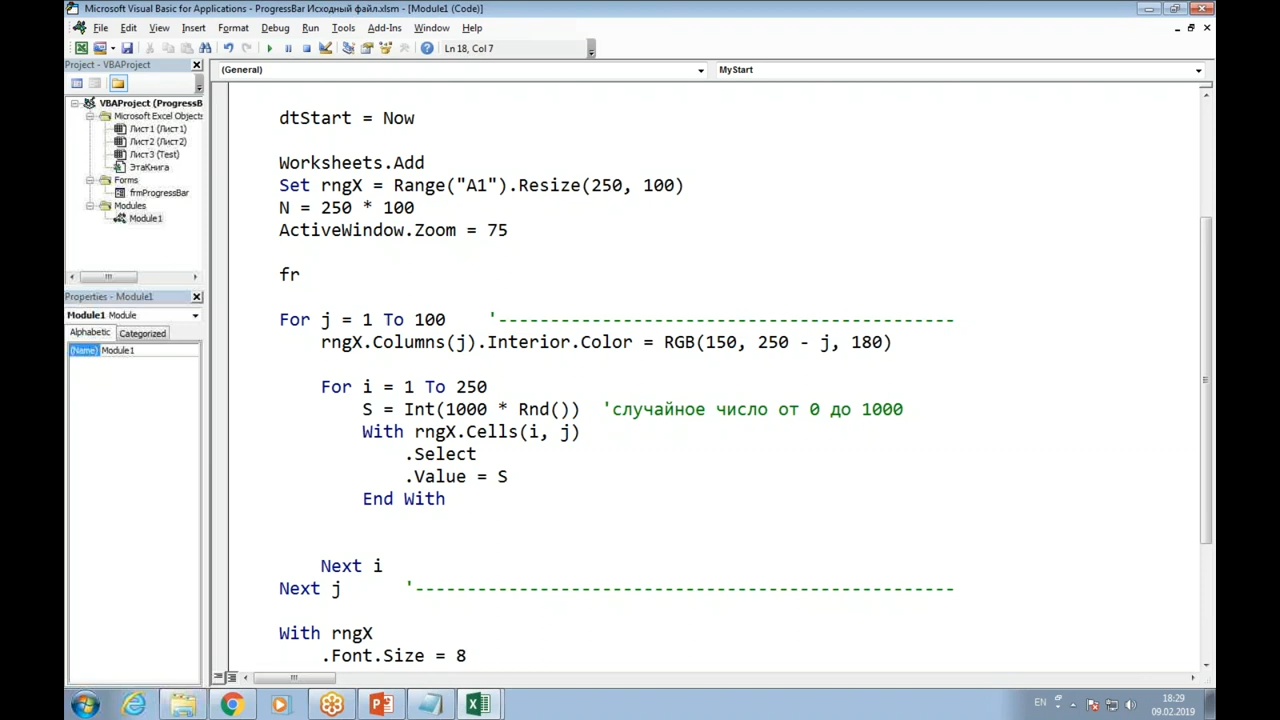 Microsoft Visual Basic for Applications - ProgressBar Исходный файл.xlsm - [Module1 (Code)]
File Edit View Insert Format Debug Run Tools Add-Ins Window Help
Ln 18, Col 7
Project - VBAProject
(General)
MyStart
VBAProject (ProgressB
Microsoft Excel Objects
Лист1 (Лист1)
Лист2 (Лист2)
Лист3 (Test)
ЭтаКнига
Forms
frmProgressBar
Modules
Module1
Properties - Module1
Module1 Module
Alphabetic Categorized
(Name) Module1
dtStart = Now
Worksheets.Add
Set rngX = Range("A1").Resize(250, 100)
N = 250 * 100
ActiveWindow.Zoom = 75
fr
For j = 1 To 100 '--------------------------------------------
rngX.Columns(j).Interior.Color = RGB(150, 250 - j, 180)
For i = 1 To 250
S = Int(1000 * Rnd()) 'случайное число от 0 до 1000
With rngX.Cells(i, j)
.Select
.Value = S
End With
Next i
Next j '----------------------------------------------------
With rngX
.Font.Size = 8
EN
18:29
09.02.2019